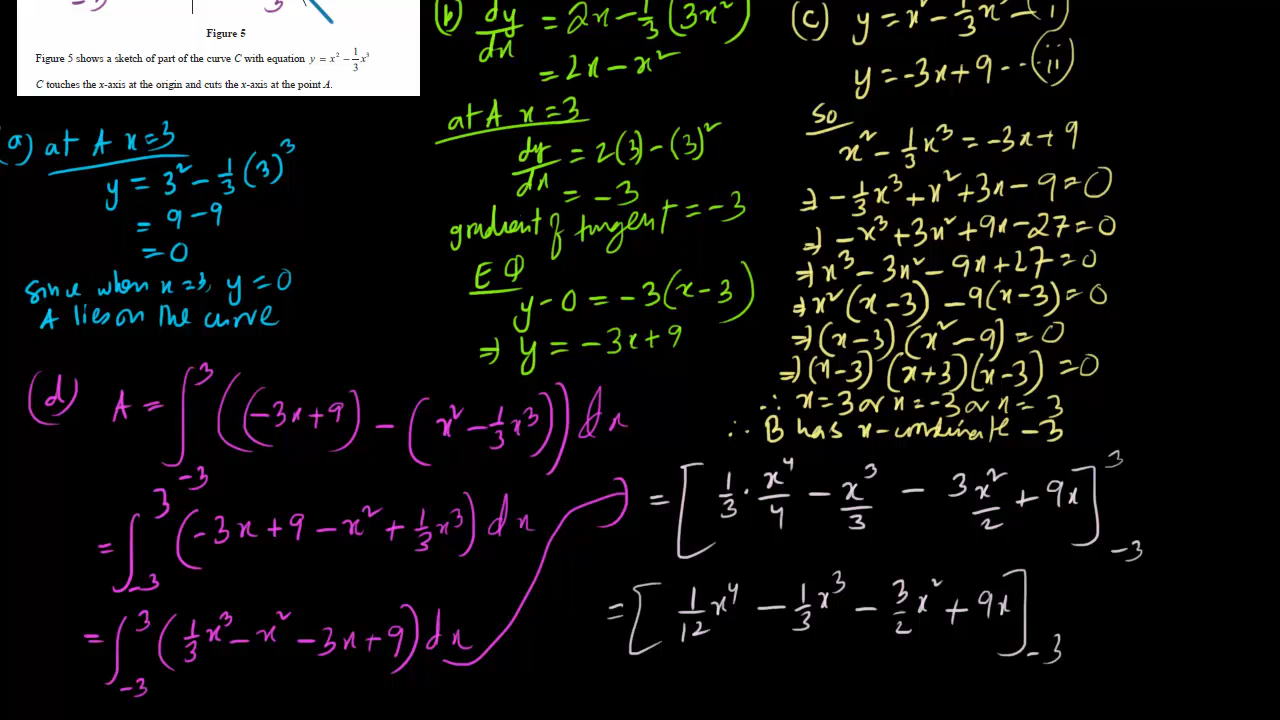 -3
3
Figure 5
Figure 5 shows a sketch of part of the curve C with equation y = x² − 1/3 x³
C touches the x-axis at the origin and cuts the x-axis at the point A.
(a) at A x=3
y = 3² − 1/3 (3)³
= 9 − 9
= 0
Since when x=3, y=0
A lies on the curve
(b) dy/dx = 2x − 1/3 (3x²)
= 2x − x²
at A x=3
dy/dx = 2(3) − (3)²
= −3
gradient of tangent = −3
EQ
y − 0 = −3(x − 3)
⇒ y = −3x + 9
(c) y = x² − 1/3 x³ − i)
y = −3x + 9 -- (ii)
So
x² − 1/3 x³ = −3x + 9
⇒ −1/3 x³ + x² + 3x − 9 = 0
⇒ −x³ + 3x² + 9x − 27 = 0
⇒ x³ − 3x² − 9x + 27 = 0
⇒ x²(x−3) − 9(x−3) = 0
⇒ (x−3)(x²−9) = 0
⇒ (x−3)(x+3)(x−3) = 0
∴ x = 3 or x = −3 or x = 3
∴ B has x-coordinate −3
(d) A = ∫₋₃³ ((−3x+9) − (x² − 1/3 x³)) dx
= ∫₋₃³ (−3x + 9 − x² + 1/3 x³) dx
= ∫₋₃³ (1/3 x³ − x² − 3x + 9) dx
= [1/3 · x⁴/4 − x³/3 − 3x²/2 + 9x]₋₃³
= [1/12 x⁴ − 1/3 x³ − 3/2 x² + 9x]₋₃